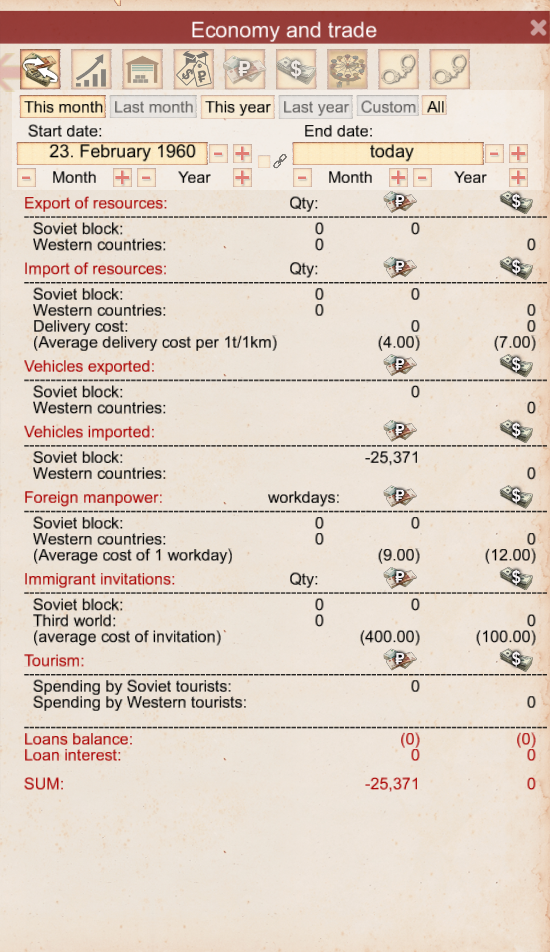 Economy and trade
This month Last month This year Last year Custom All
Start date: End date:
23. February 1960 - + today - +
- Month + - Year + - Month + - Year +
Export of resources: Qty: ₽ $
Soviet block: 0 0
Western countries: 0 0
Import of resources: Qty: ₽ $
Soviet block: 0 0
Western countries: 0 0
Delivery cost: 0 0
(Average delivery cost per 1t/1km) (4.00) (7.00)
Vehicles exported: ₽ $
Soviet block: 0
Western countries: 0
Vehicles imported: ₽ $
Soviet block: -25,371
Western countries: 0
Foreign manpower: workdays: ₽ $
Soviet block: 0 0
Western countries: 0 0
(Average cost of 1 workday) (9.00) (12.00)
Immigrant invitations: Qty: ₽ $
Soviet block: 0 0
Third world: 0 0
(average cost of invitation) (400.00) (100.00)
Tourism: ₽ $
Spending by Soviet tourists: 0
Spending by Western tourists: 0
Loans balance: (0) (0)
Loan interest: 0 0
SUM: -25,371 0